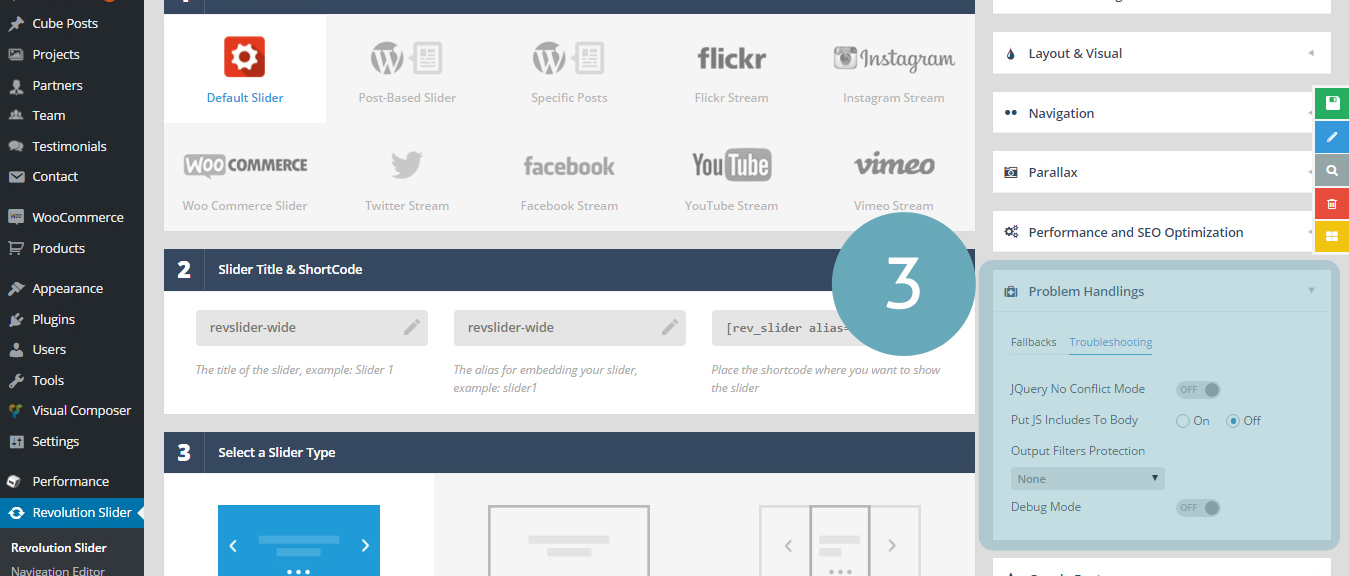 Cube Posts
Projects
Partners
Team
Testimonials
Contact
WooCommerce
Products
Appearance
Plugins
Users
Tools
Visual Composer
Settings
Performance
Revolution Slider
Revolution Slider
Navigation Editor
Default Slider
Post-Based Slider
Specific Posts
flickr
Flickr Stream
Instagram
Instagram Stream
WOO COMMERCE
Woo Commerce Slider
Twitter Stream
facebook
Facebook Stream
YouTube
YouTube Stream
vimeo
Vimeo Stream
2 Slider Title & ShortCode
revslider-wide
The title of the slider, example: Slider 1
revslider-wide
The alias for embedding your slider,
example: slider1
[rev_slider alias=
Place the shortcode where you want to show
the slider
3
3 Select a Slider Type
Layout & Visual
Navigation
Parallax
Performance and SEO Optimization
Problem Handlings
Fallbacks Troubleshooting
JQuery No Conflict Mode OFF
Put JS Includes To Body On Off
Output Filters Protection
None
Debug Mode OFF